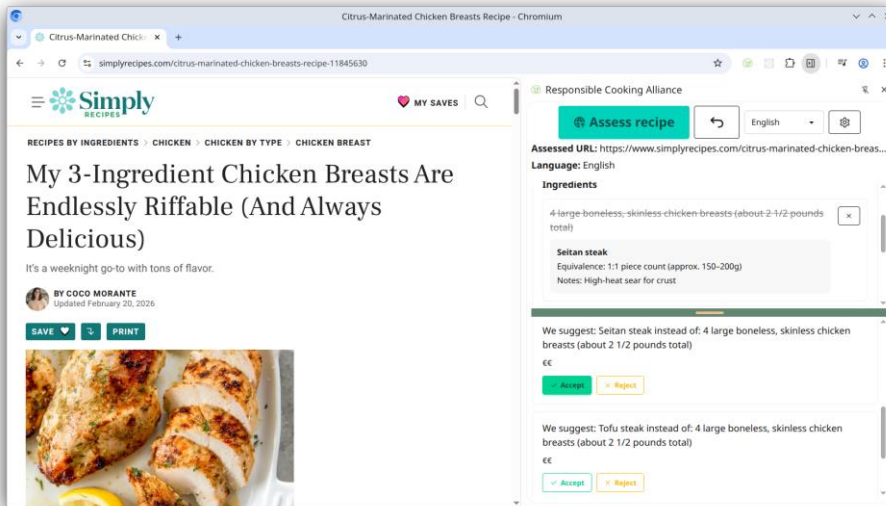 Citrus-Marinated Chicken Breasts Recipe - Chromium
Citrus-Marinated Chick
simplyrecipes.com/citrus-marinated-chicken-breasts-recipe-11845630
Simply
RECIPES
MY SAVES
RECIPES BY INGREDIENTS > CHICKEN > CHICKEN BY TYPE > CHICKEN BREAST
My 3-Ingredient Chicken Breasts Are
Endlessly Riffable (And Always
Delicious)
It's a weeknight go-to with tons of flavor.
BY COCO MORANTE
Updated February 20, 2026
SAVE
PRINT
Responsible Cooking Alliance
Assess recipe
English
Assessed URL: https://www.simplyrecipes.com/citrus-marinated-chicken-breas...
Language: English
Ingredients
4 large boneless, skinless chicken breasts (about 2 1/2 pounds
total)
Seitan steak
Equivalence: 1:1 piece count (approx. 150–200g)
Notes: High-heat sear for crust
We suggest: Seitan steak instead of: 4 large boneless, skinless chicken
breasts (about 2 1/2 pounds total)
€€
Accept
Reject
We suggest: Tofu steak instead of: 4 large boneless, skinless chicken
breasts (about 2 1/2 pounds total)
€€
Accept
Reject